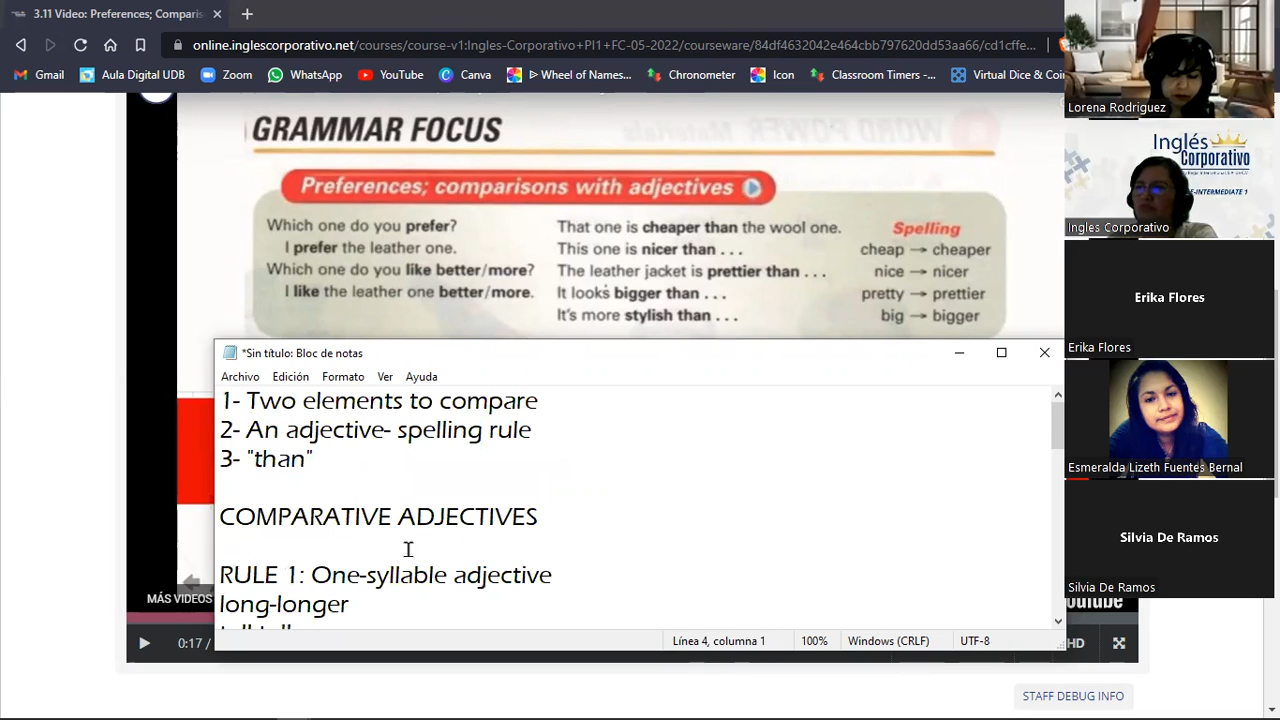 3.11 Video: Preferences; Comparis
online.inglescorporativo.net/courses/course-v1:Ingles-Corporativo+PI1+FC-05-2022/courseware/84df4632042e464cbb797620dd53aa66/cd1cffe...
Gmail Aula Digital UDB Zoom WhatsApp YouTube Canva Wheel of Names... Chronometer Icon Classroom Timers -... Virtual Dice & Coi
GRAMMAR FOCUS
Preferences; comparisons with adjectives
Which one do you prefer?
I prefer the leather one.
Which one do you like better/more?
I like the leather one better/more.
That one is cheaper than the wool one.
This one is nicer than . . .
The leather jacket is prettier than . . .
It looks bigger than . . .
It's more stylish than . . .
Spelling
cheap → cheaper
nice → nicer
pretty → prettier
big → bigger
*Sin título: Bloc de notas
Archivo Edición Formato Ver Ayuda
1- Two elements to compare
2- An adjective- spelling rule
3- "than"
COMPARATIVE ADJECTIVES
RULE 1: One-syllable adjective
long-longer
Línea 4, columna 1 100% Windows (CRLF) UTF-8
MÁS VIDEOS
0:17 /
HD
STAFF DEBUG INFO
Lorena Rodriguez
Inglés
Corporativo
E-INTERMEDIATE 1
Ingles Corporativo
Erika Flores
Erika Flores
Esmeralda Lizeth Fuentes Bernal
Silvia De Ramos
Silvia De Ramos